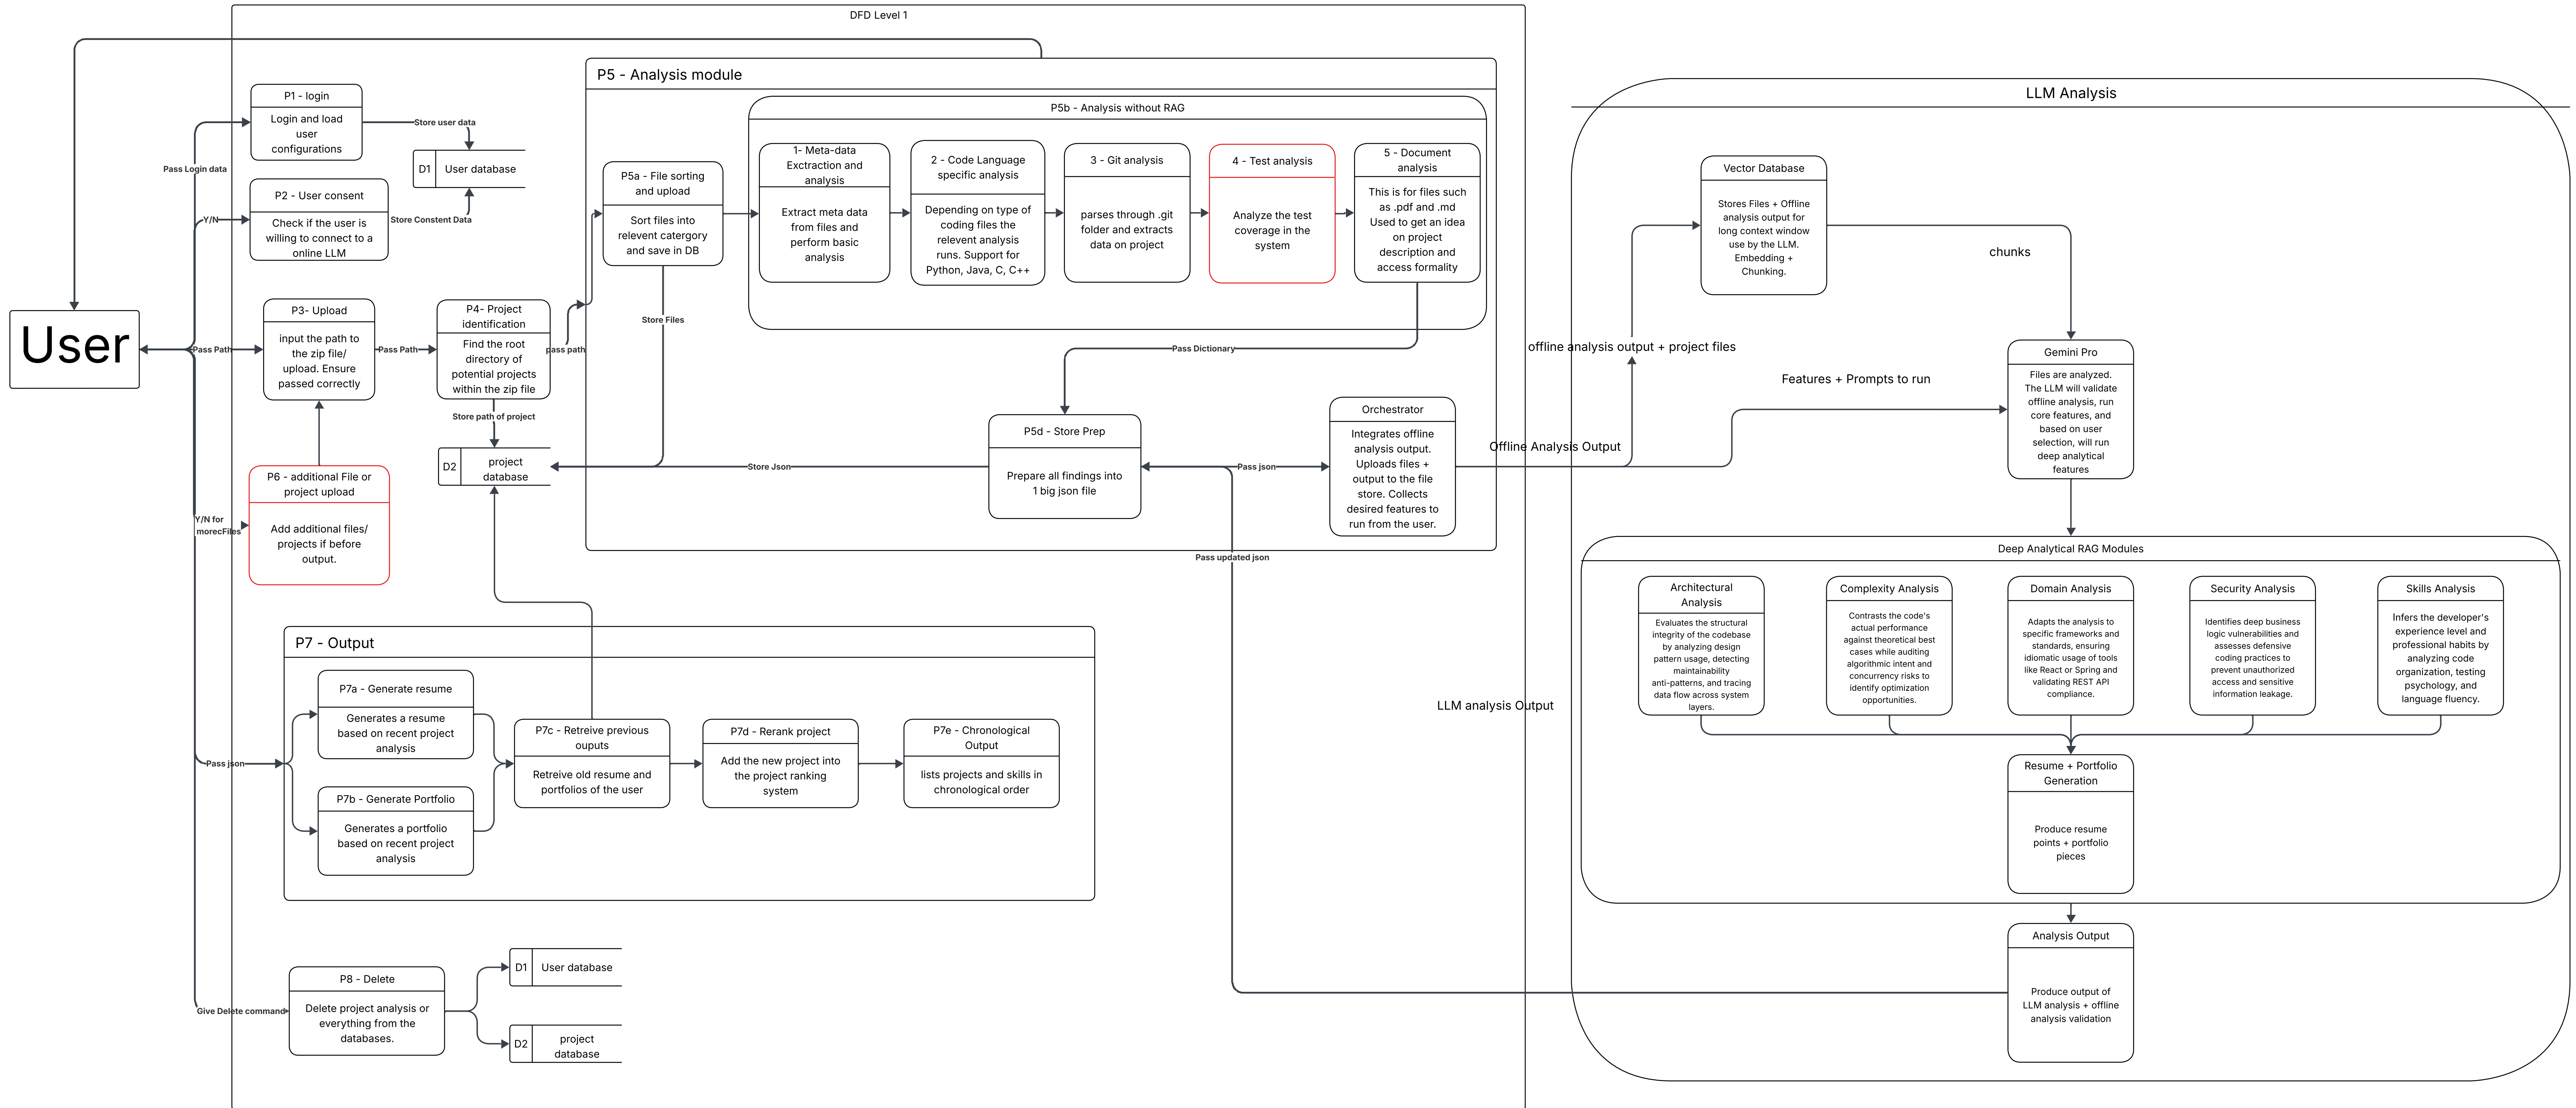 DFD Level 1
User
Pass Login data
Y/N
Pass Path
Y/N for
morecFiles
Pass json
Give Delete command
P1 - login
Login and load
user
configurations
Store user data
D1
User database
P2 - User consent
Check if the user is
willing to connect to a
online LLM
Store Constent Data
P3- Upload
input the path to
the zip file/
upload. Ensure
passed correctly
Pass Path
P4- Project
identification
Find the root
directory of
potential projects
within the zip file
pass path
Store path of project
D2
project
database
P6 - additional File or
project upload
Add additional files/
projects if before
output.
P5 - Analysis module
P5a - File sorting
and upload
Sort files into
relevent catergory
and save in DB
Store Files
P5b - Analysis without RAG
1- Meta-data
Exctraction and
analysis
Extract meta data
from files and
perform basic
analysis
2 - Code Language
specific analysis
Depending on type of
coding files the
relevent analysis
runs. Support for
Python, Java, C, C++
3 - Git analysis
parses through .git
folder and extracts
data on project
4 - Test analysis
Analyze the test
coverage in the
system
5 - Document
analysis
This is for files such
as .pdf and .md
Used to get an idea
on project
description and
access formality
Pass Dictionary
P5d - Store Prep
Prepare all findings into
1 big json file
Store Json
Pass json
Orchestrator
Integrates offline
analysis output.
Uploads files +
output to the file
store. Collects
desired features to
run from the user.
Pass updated json
Offline Analysis Output
offline analysis output + project files
Features + Prompts to run
LLM analysis Output
P7 - Output
P7a - Generate resume
Generates a resume
based on recent project
analysis
P7b - Generate Portfolio
Generates a portfolio
based on recent project
analysis
P7c - Retreive previous
ouputs
Retreive old resume and
portfolios of the user
P7d - Rerank project
Add the new project into
the project ranking
system
P7e - Chronological
Output
lists projects and skills in
chronological order
P8 - Delete
Delete project analysis or
everything from the
databases.
D1
User database
D2
project
database
LLM Analysis
Vector Database
Stores Files + Offline
analysis output for
long context window
use by the LLM.
Embedding +
Chunking.
chunks
Gemini Pro
Files are analyzed.
The LLM will validate
offline analysis, run
core features, and
based on user
selection, will run
deep analytical
features
Deep Analytical RAG Modules
Architectural
Analysis
Evaluates the structural
integrity of the codebase
by analyzing design
pattern usage, detecting
maintainability
anti-patterns, and tracing
data flow across system
layers.
Complexity Analysis
Contrasts the code's
actual performance
against theoretical best
cases while auditing
algorithmic intent and
concurrency risks to
identify optimization
opportunities.
Domain Analysis
Adapts the analysis to
specific frameworks and
standards, ensuring
idiomatic usage of tools
like React or Spring and
validating REST API
compliance.
Security Analysis
Identifies deep business
logic vulnerabilities and
assesses defensive
coding practices to
prevent unauthorized
access and sensitive
information leakage.
Skills Analysis
Infers the developer's
experience level and
professional habits by
analyzing code
organization, testing
psychology, and
language fluency.
Resume + Portfolio
Generation
Produce resume
points + portfolio
pieces
Analysis Output
Produce output of
LLM analysis + offline
analysis validation